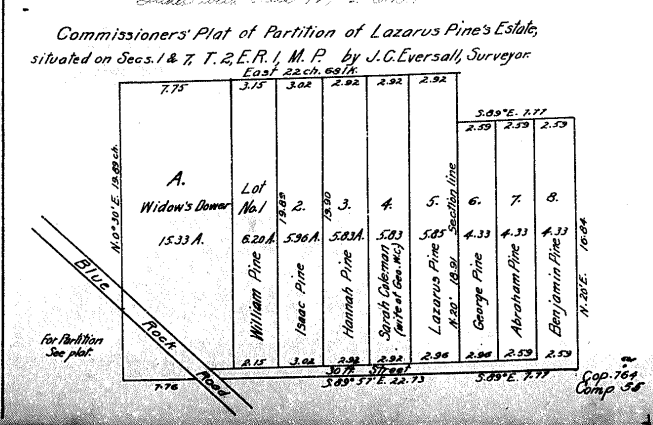 Commissioners' Plat of Partition of Lazarus Pine's Estate,
situated on Secs. 1 & 7, T. 2, E.R. 1, M.P. by J.G. Eversall, Surveyor.
East 22 ch. 68 lk.
7.75 3.15 3.02 2.92 2.92 2.92
S.89°E. 7.77
2.59 2.59 2.59
N.0°30'E. 19.89 ch.
A.
Widow's Dower
15.33 A.
Lot
No. 1
6.20 A.
William Pine
19.89
2.
5.96 A.
Isaac Pine
19.90
3.
5.83 A.
Hannah Pine
4.
5.83
Sarah Coleman
(wife of Geo. W.C.)
5.
5.85
Lazarus Pine
Section line
N.20' 18.91
6.
4.33
George Pine
7.
4.33
Abraham Pine
8.
4.33
Benjamin Pine
N.20'E. 16.84
Blue Rock Road
For Partition
See plat.
2.15 3.02 2.92 2.92 2.96 2.96 2.59 2.59
30 ft. Street
7.76 S.89°57'E. 22.73 S.89°E. 7.77
Cop. 764
Comp 55